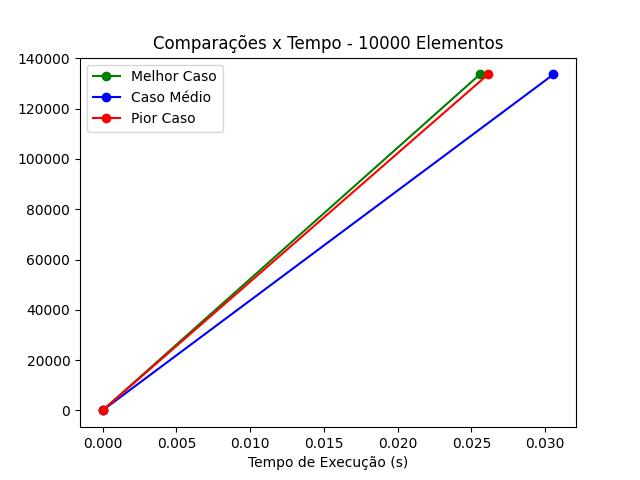 Comparações x Tempo - 10000 Elementos
140000
120000
100000
80000
60000
40000
20000
0
Melhor Caso
Caso Médio
Pior Caso
0.000 0.005 0.010 0.015 0.020 0.025 0.030
Tempo de Execução (s)